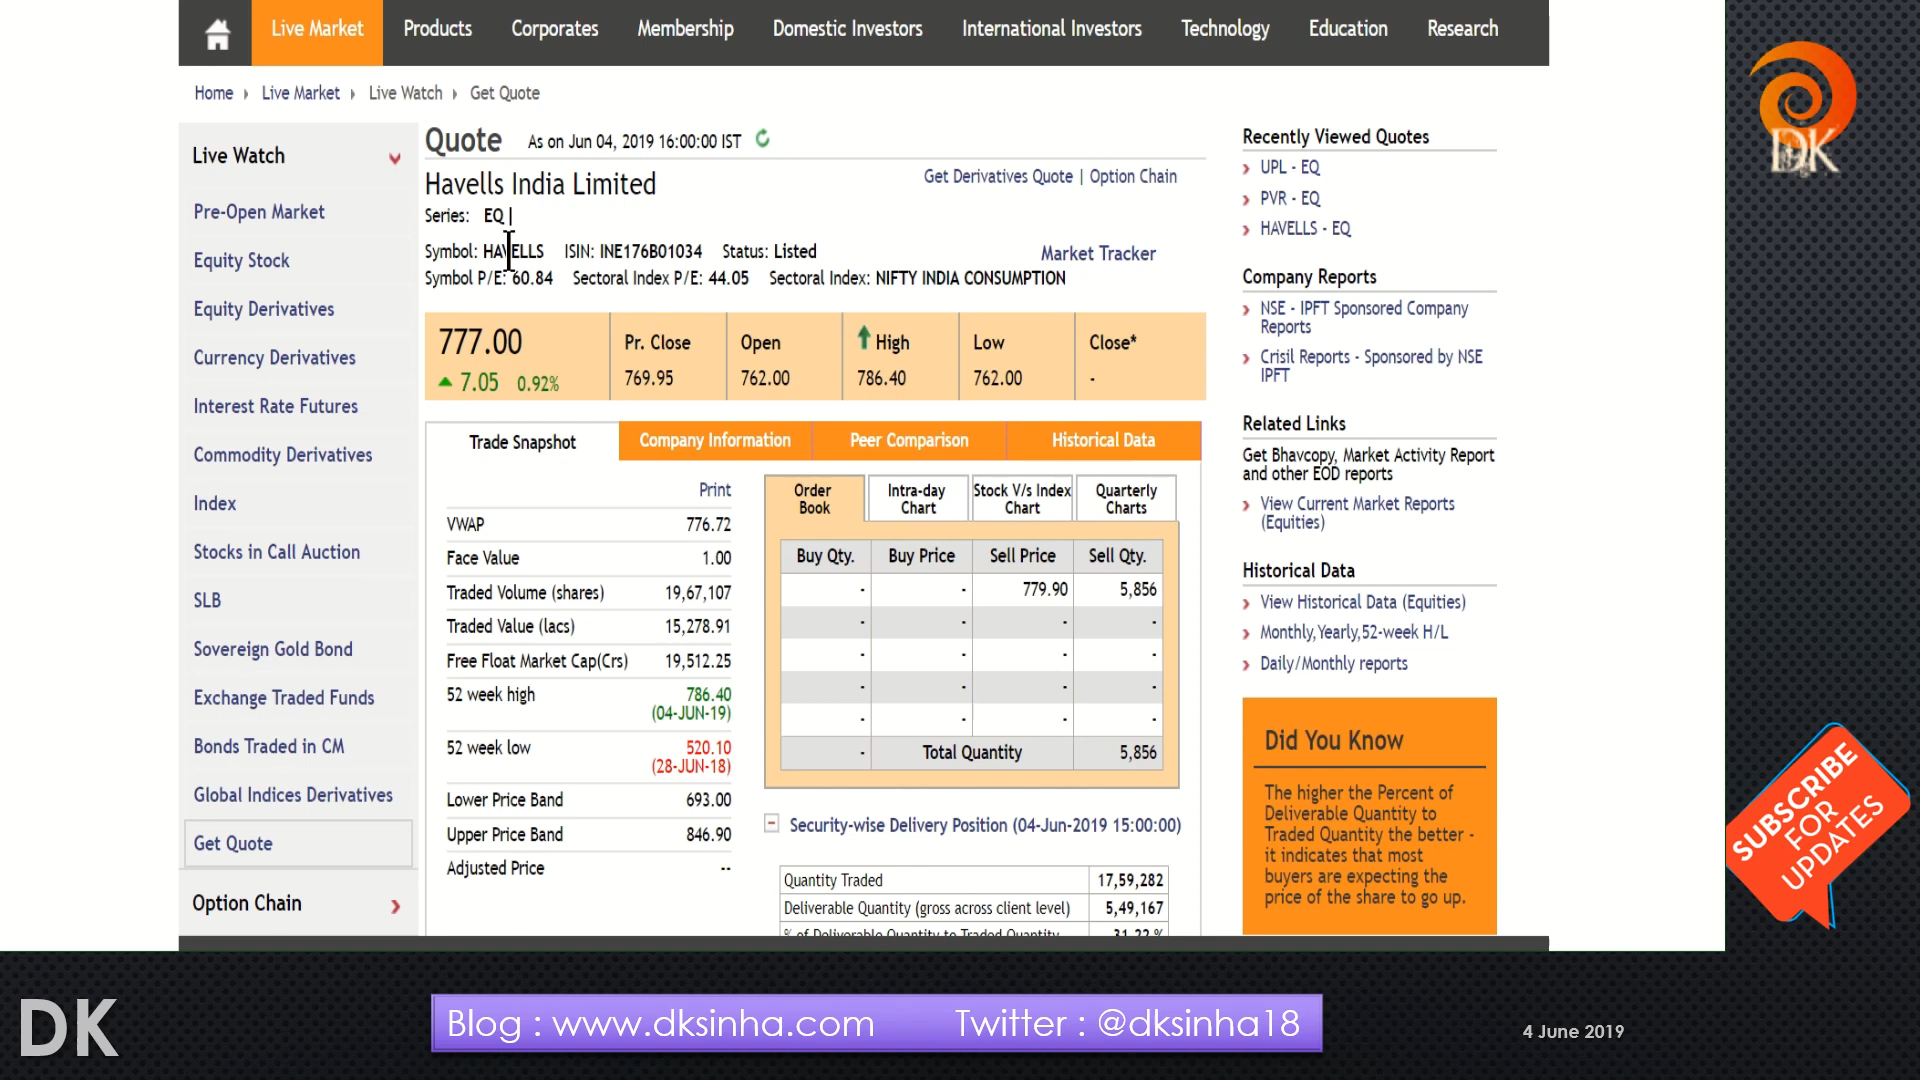 Live Market Products Corporates Membership Domestic Investors International Investors Technology Education Research
Home Live Market Live Watch Get Quote
Live Watch
Pre-Open Market
Equity Stock
Equity Derivatives
Currency Derivatives
Interest Rate Futures
Commodity Derivatives
Index
Stocks in Call Auction
SLB
Sovereign Gold Bond
Exchange Traded Funds
Bonds Traded in CM
Global Indices Derivatives
Get Quote
Option Chain
Quote As on Jun 04, 2019 16:00:00 IST
Havells India Limited
Get Derivatives Quote | Option Chain
Series: EQ |
Symbol: HAVELLS ISIN: INE176B01034 Status: Listed
Market Tracker
Symbol P/E: 60.84 Sectoral Index P/E: 44.05 Sectoral Index: NIFTY INDIA CONSUMPTION
777.00 Pr. Close Open High Low Close*
7.05 0.92% 769.95 762.00 786.40 762.00 -
Trade Snapshot Company Information Peer Comparison Historical Data
Print
VWAP 776.72
Face Value 1.00
Traded Volume (shares) 19,67,107
Traded Value (lacs) 15,278.91
Free Float Market Cap(Crs) 19,512.25
52 week high 786.40
(04-JUN-19)
52 week low 520.10
(28-JUN-18)
Lower Price Band 693.00
Upper Price Band 846.90
Adjusted Price --
Order Book
Intra-day Chart
Stock V/s Index Chart
Quarterly Charts
Buy Qty. Buy Price Sell Price Sell Qty.
- - 779.90 5,856
- - - -
- - - -
- - - -
- - - -
- Total Quantity 5,856
Security-wise Delivery Position (04-Jun-2019 15:00:00)
Quantity Traded 17,59,282
Deliverable Quantity (gross across client level) 5,49,167
% of Deliverable Quantity to Traded Quantity 31.22 %
Recently Viewed Quotes
UPL - EQ
PVR - EQ
HAVELLS - EQ
Company Reports
NSE - IPFT Sponsored Company
Reports
Crisil Reports - Sponsored by NSE
IPFT
Related Links
Get Bhavcopy, Market Activity Report
and other EOD reports
View Current Market Reports
(Equities)
Historical Data
View Historical Data (Equities)
Monthly,Yearly,52-week H/L
Daily/Monthly reports
Did You Know
The higher the Percent of
Deliverable Quantity to
Traded Quantity the better -
it indicates that most
buyers are expecting the
price of the share to go up.
DK
SUBSCRIBE
FOR
UPDATES
DK
Blog : www.dksinha.com Twitter : @dksinha18
4 June 2019